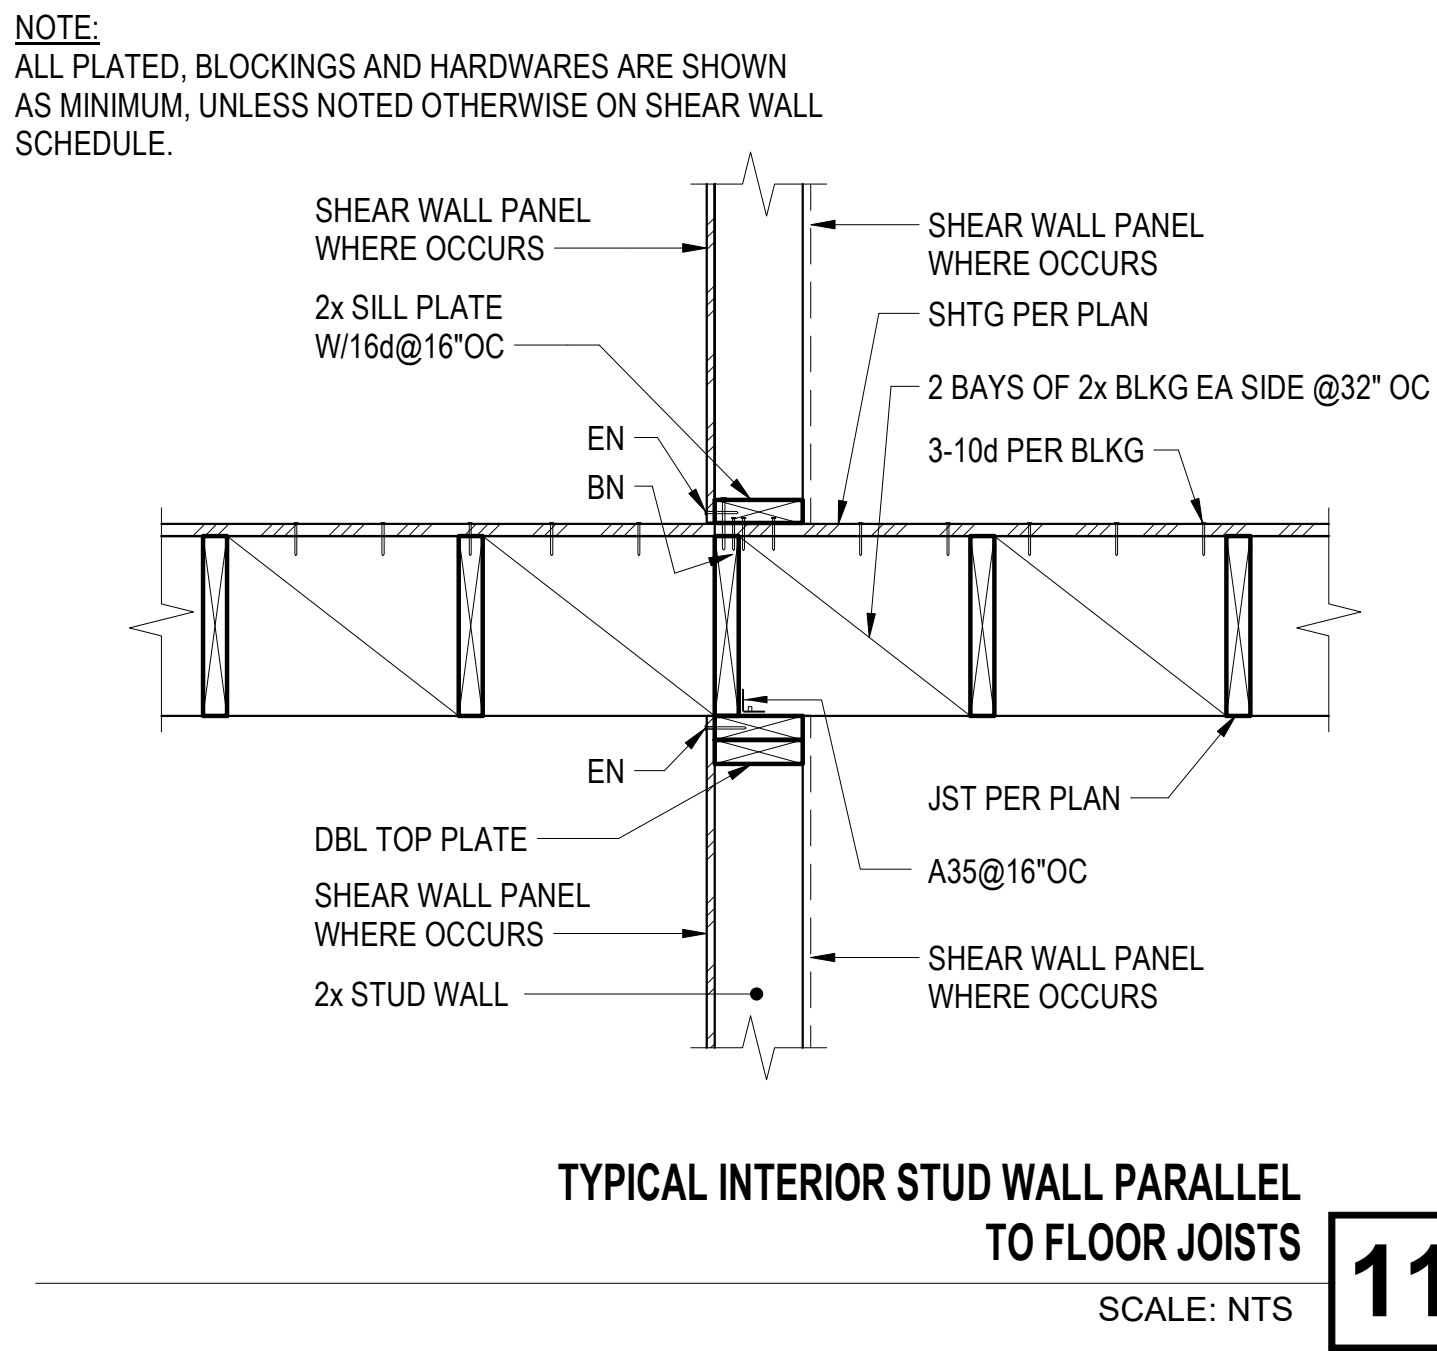 NOTE:
ALL PLATED, BLOCKINGS AND HARDWARES ARE SHOWN
AS MINIMUM, UNLESS NOTED OTHERWISE ON SHEAR WALL
SCHEDULE.
SHEAR WALL PANEL
WHERE OCCURS
2x SILL PLATE
W/16d@16"OC
EN
BN
SHEAR WALL PANEL
WHERE OCCURS
SHTG PER PLAN
2 BAYS OF 2x BLKG EA SIDE @32" OC
3-10d PER BLKG
EN
DBL TOP PLATE
SHEAR WALL PANEL
WHERE OCCURS
2x STUD WALL
JST PER PLAN
A35@16"OC
SHEAR WALL PANEL
WHERE OCCURS
TYPICAL INTERIOR STUD WALL PARALLEL
TO FLOOR JOISTS
SCALE: NTS
11